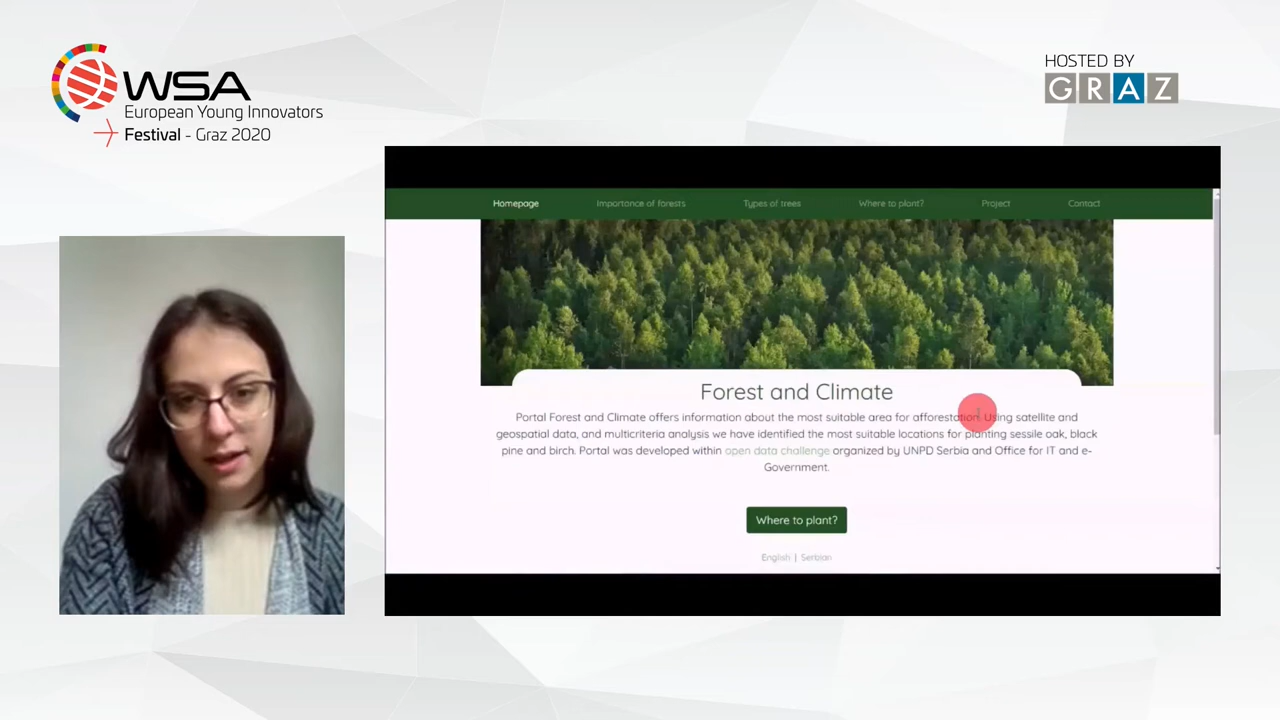 WSA
European Young Innovators
Festival - Graz 2020
HOSTED BY
GRAZ
Homepage
Importance of forests
Types of trees
Where to plant?
Project
Contact
Forest and Climate
Portal Forest and Climate offers information about the most suitable area for afforestation. Using satellite and
geospatial data, and multicriteria analysis we have identified the most suitable locations for planting sessile oak, black
pine and birch. Portal was developed within open data challenge organized by UNPD Serbia and Office for IT and e-
Government.
Where to plant?
English | Serbian